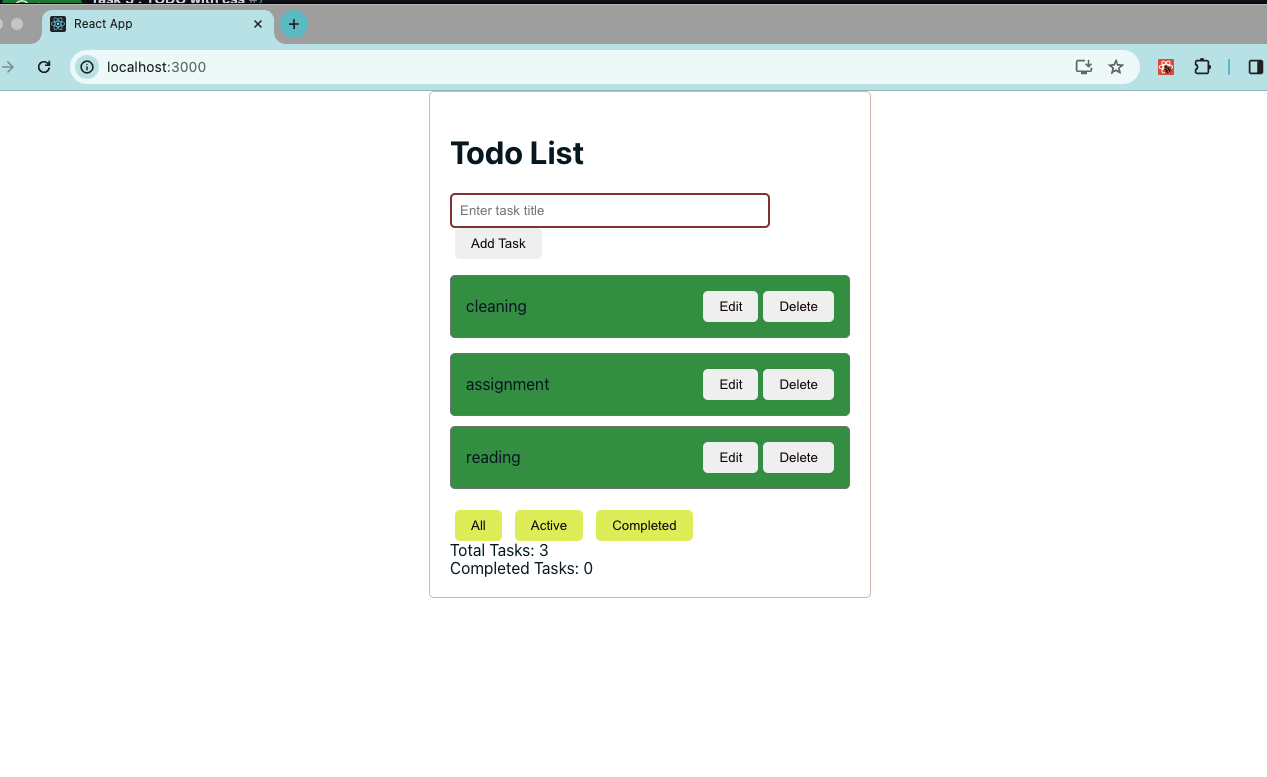 React App
localhost:3000
Todo List
Enter task title
Add Task
cleaning Edit Delete
assignment Edit Delete
reading Edit Delete
All Active Completed
Total Tasks: 3
Completed Tasks: 0